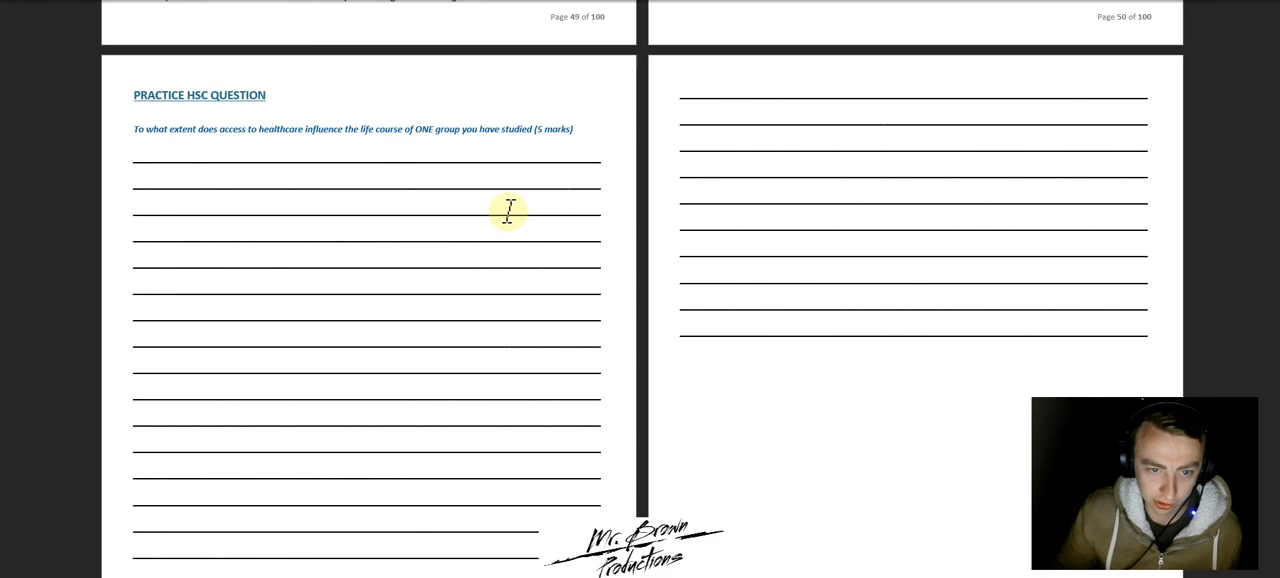 Page 49 of 100
Page 50 of 100
PRACTICE HSC QUESTION
To what extent does access to healthcare influence the life course of ONE group you have studied (5 marks)
Mr. Brown
Productions